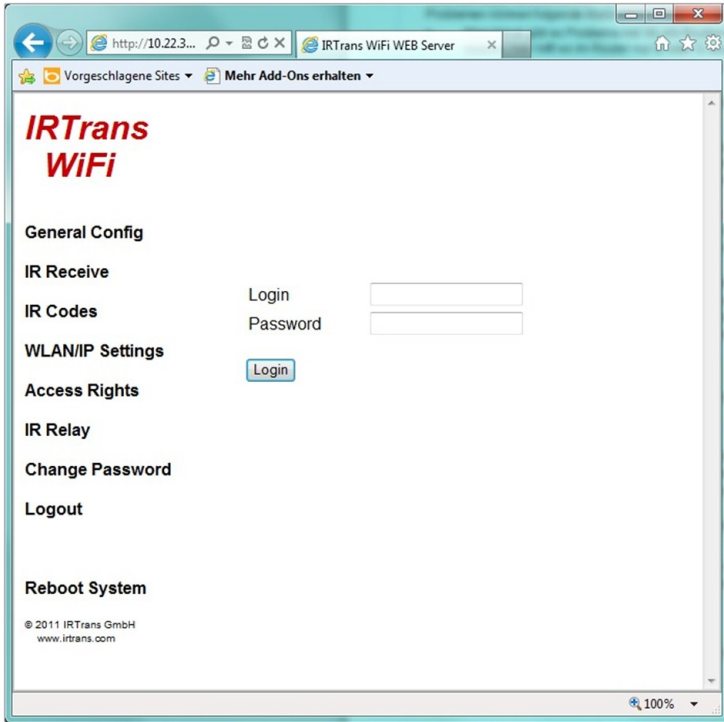 http://10.22.3...
IRTrans WiFi WEB Server
Vorgeschlagene Sites
Mehr Add-Ons erhalten
IRTrans
WiFi
General Config
IR Receive
IR Codes
WLAN/IP Settings
Access Rights
IR Relay
Change Password
Logout
Reboot System
© 2011 IRTrans GmbH
www.irtrans.com
Login
Password
Login
100%